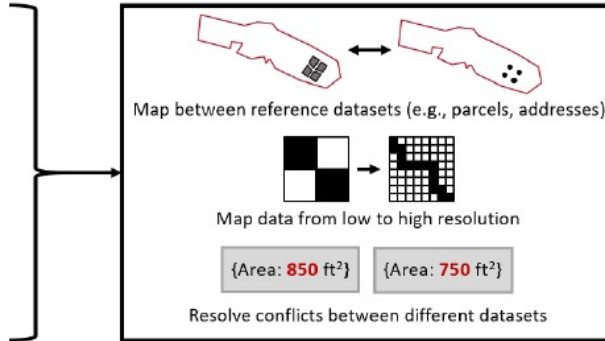 Map between reference datasets (e.g., parcels, addresses)
Map data from low to high resolution
{Area: 850 ft²} {Area: 750 ft²}
Resolve conflicts between different datasets